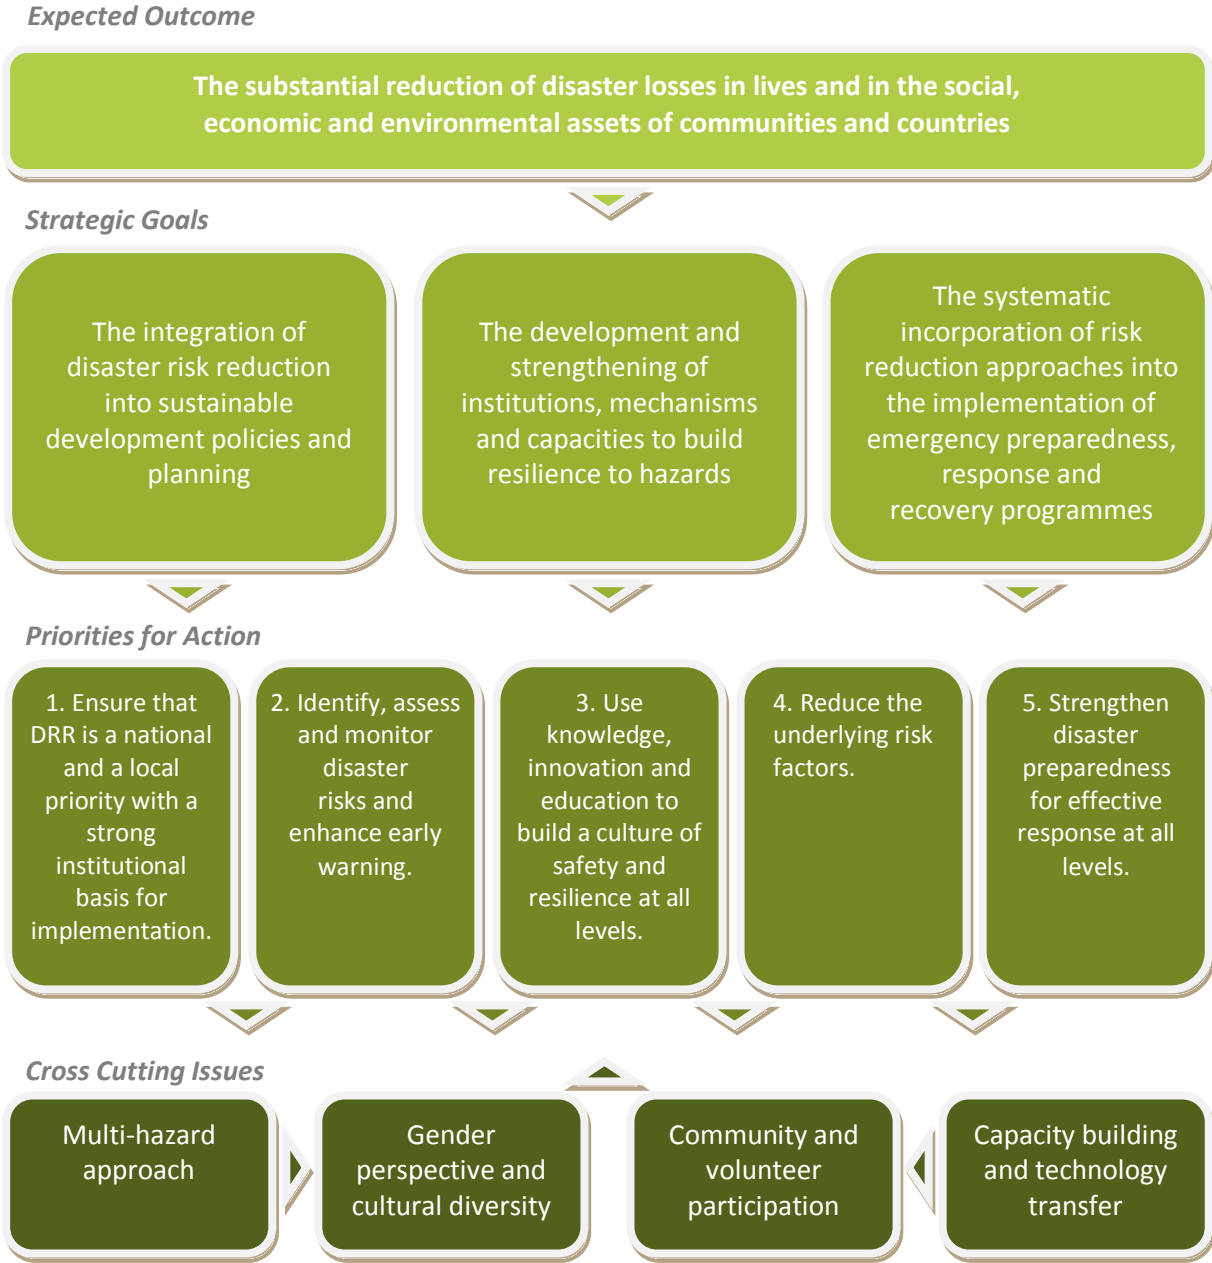 Expected Outcome
The substantial reduction of disaster losses in lives and in the social,
economic and environmental assets of communities and countries
Strategic Goals
The integration of
disaster risk reduction
into sustainable
development policies and
planning
The development and
strengthening of
institutions, mechanisms
and capacities to build
resilience to hazards
The systematic
incorporation of risk
reduction approaches into
the implementation of
emergency preparedness,
response and
recovery programmes
Priorities for Action
1. Ensure that
DRR is a national
and a local
priority with a
strong
institutional
basis for
implementation.
2. Identify, assess
and monitor
disaster
risks and
enhance early
warning.
3. Use
knowledge,
innovation and
education to
build a culture of
safety and
resilience at all
levels.
4. Reduce the
underlying risk
factors.
5. Strengthen
disaster
preparedness
for effective
response at all
levels.
Cross Cutting Issues
Multi-hazard
approach
Gender
perspective and
cultural diversity
Community and
volunteer
participation
Capacity building
and technology
transfer